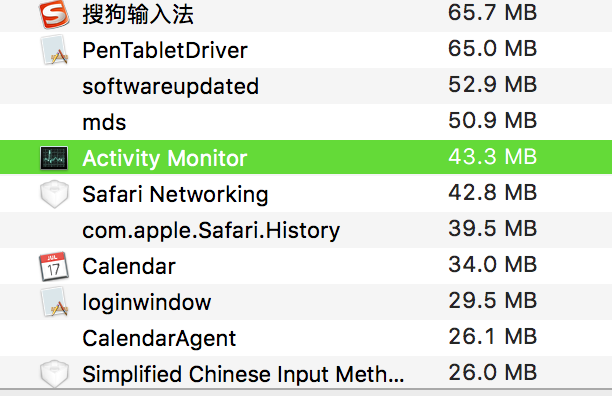 搜狗输入法 65.7 MB
PenTabletDriver 65.0 MB
softwareupdated 52.9 MB
mds 50.9 MB
Activity Monitor 43.3 MB
Safari Networking 42.8 MB
com.apple.Safari.History 39.5 MB
JUL
17
Calendar 34.0 MB
loginwindow 29.5 MB
CalendarAgent 26.1 MB
Simplified Chinese Input Meth... 26.0 MB